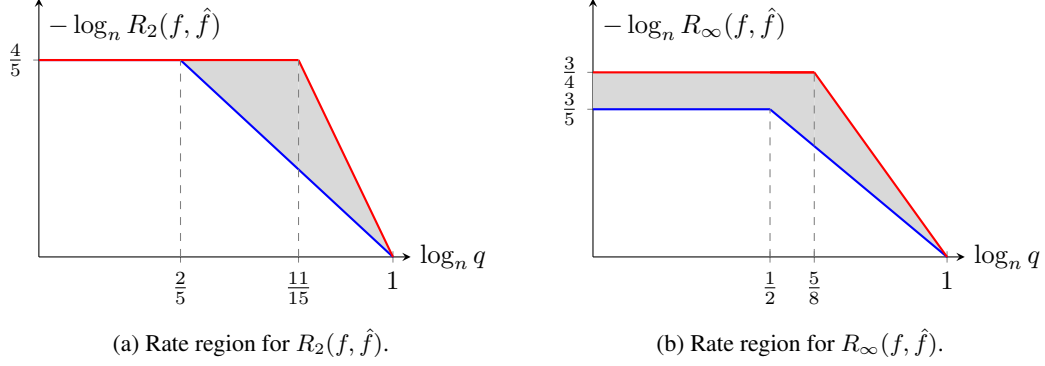 − log_n R_2(f, f̂)
4/5
2/5
11/15
1
log_n q
(a) Rate region for R_2(f, f̂).
− log_n R_∞(f, f̂)
3/4
3/5
1/2
5/8
1
log_n q
(b) Rate region for R_∞(f, f̂).